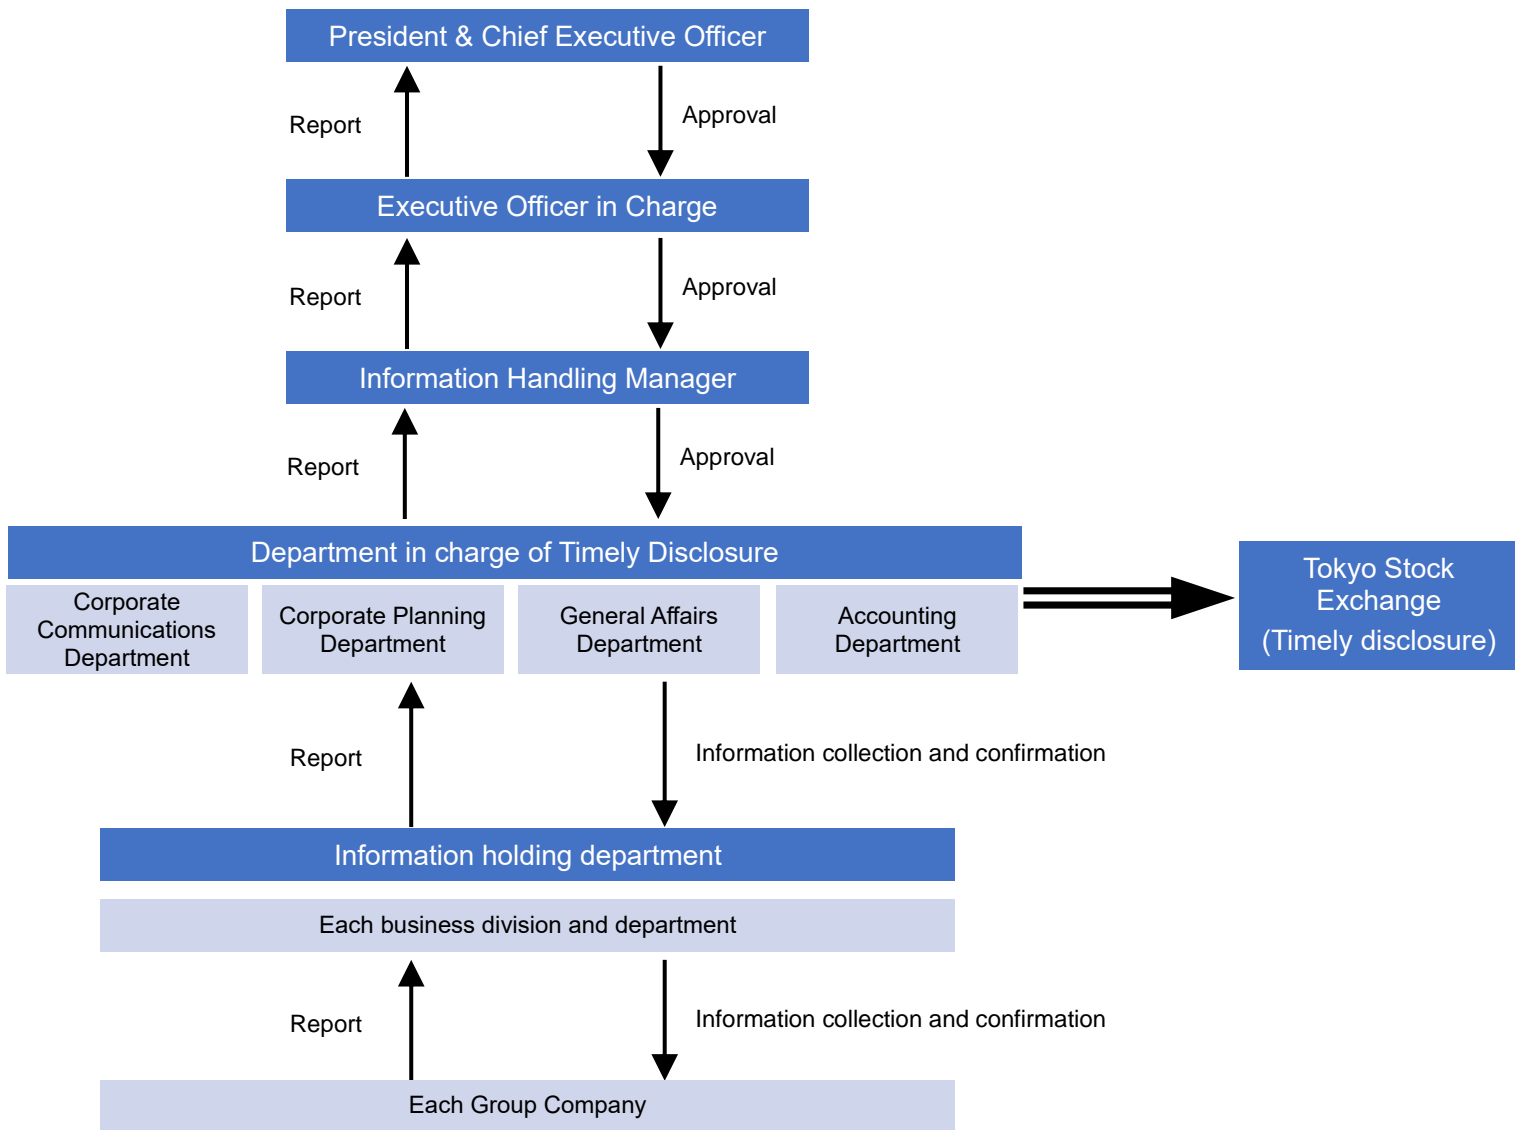 President & Chief Executive Officer
Report
Approval
Executive Officer in Charge
Report
Approval
Information Handling Manager
Report
Approval
Department in charge of Timely Disclosure
Corporate
Communications
Department
Corporate Planning
Department
General Affairs
Department
Accounting
Department
Tokyo Stock
Exchange
(Timely disclosure)
Report
Information collection and confirmation
Information holding department
Each business division and department
Report
Information collection and confirmation
Each Group Company